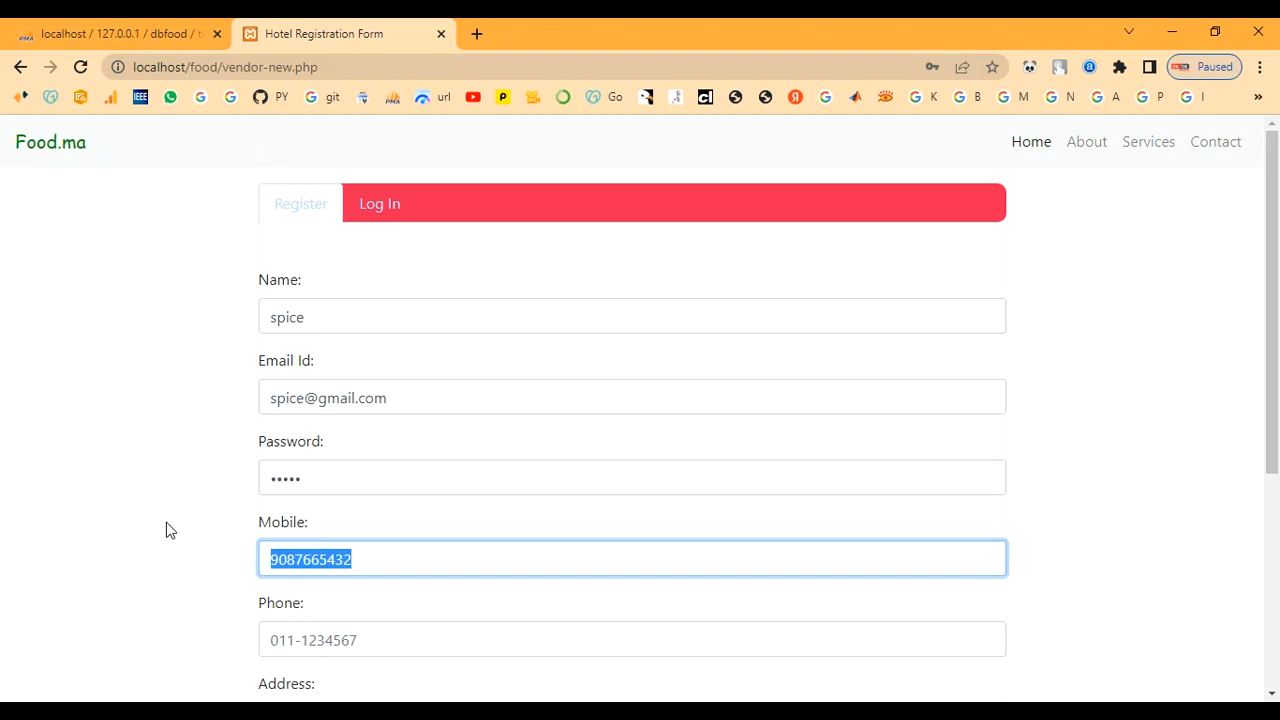 localhost / 127.0.0.1 / dbfood / t
Hotel Registration Form
localhost/food/vendor-new.php
Paused
IEEE
PY
git
url
Go
K
B
M
N
A
P
I
Food.ma
Home
About
Services
Contact
Register
Log In
Name:
spice
Email Id:
spice@gmail.com
Password:
•••••
Mobile:
9087665432
Phone:
011-1234567
Address: